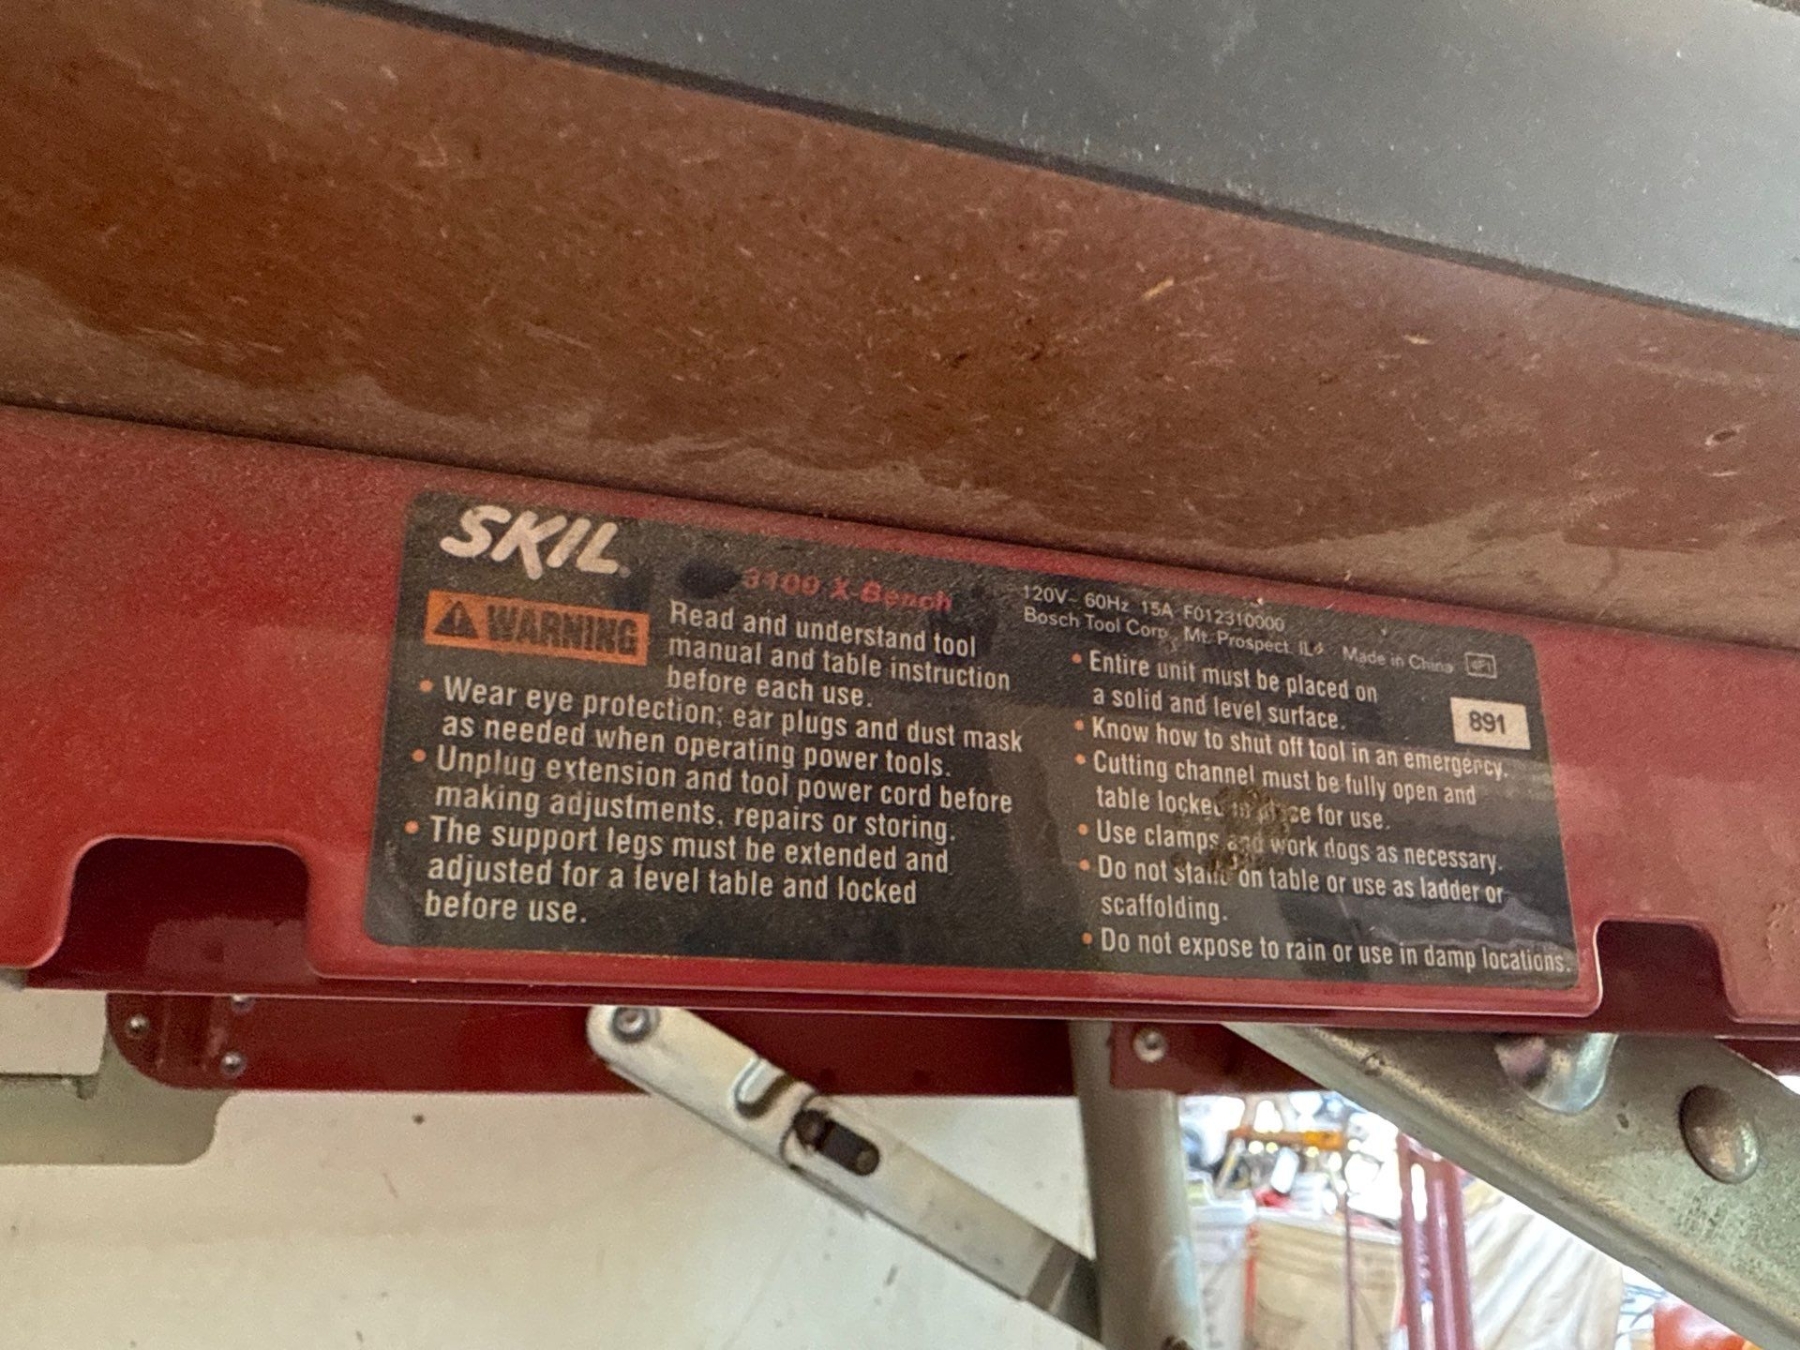 SKIL
3100 X-Bench
120V~ 60Hz 15A F012310000
Bosch Tool Corp., Mt. Prospect IL Made in China
WARNING
Read and understand tool
manual and table instruction
before each use.
• Wear eye protection; ear plugs and dust mask
as needed when operating power tools.
• Unplug extension and tool power cord before
making adjustments, repairs or storing.
• The support legs must be extended and
adjusted for a level table and locked
before use.
• Entire unit must be placed on
a solid and level surface.
891
• Know how to shut off tool in an emergency.
• Cutting channel must be fully open and
table locked in place for use.
• Use clamps and work dogs as necessary.
• Do not stand on table or use as ladder or
scaffolding.
• Do not expose to rain or use in damp locations.